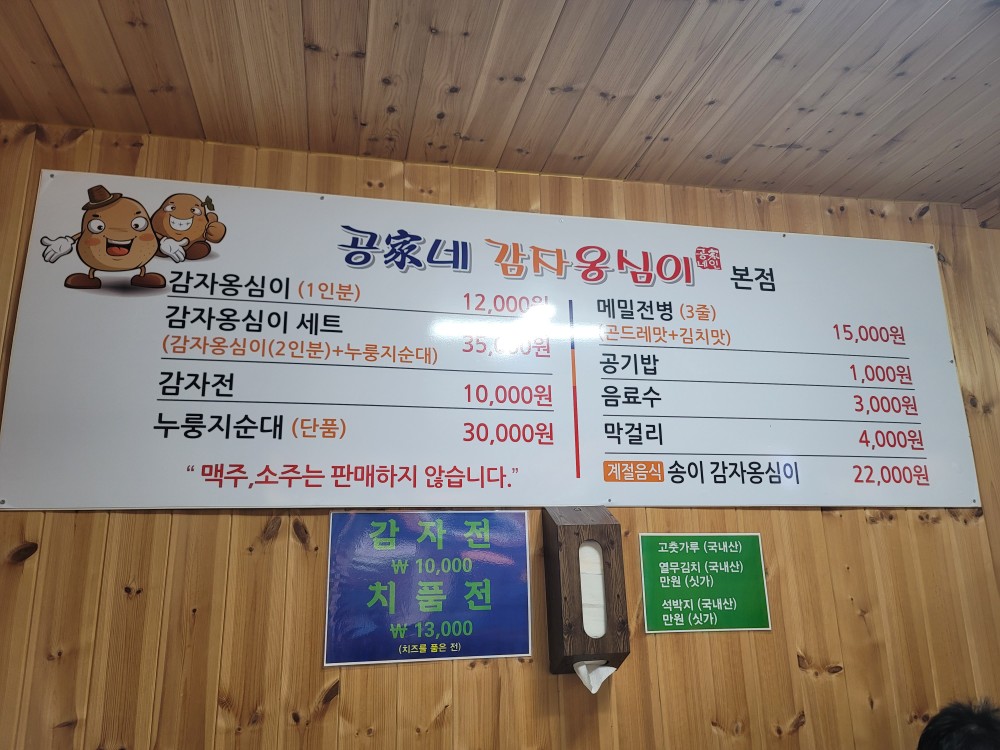 공家네 감자옹심이 공家네인 본점
감자옹심이 (1인분) 12,000원
감자옹심이 세트
(감자옹심이(2인분)+누룽지순대) 35,000원
감자전 10,000원
누룽지순대 (단품) 30,000원
“ 맥주,소주는 판매하지 않습니다.”
메밀전병 (3줄)
(곤드레맛+김치맛) 15,000원
공기밥 1,000원
음료수 3,000원
막걸리 4,000원
계절음식 송이 감자옹심이 22,000원
감자전
₩ 10,000
치품전
₩ 13,000
(치즈를 품은 전)
고춧가루 (국내산)
열무김치 (국내산)
만원 (싯가)
석박지 (국내산)
만원 (싯가)